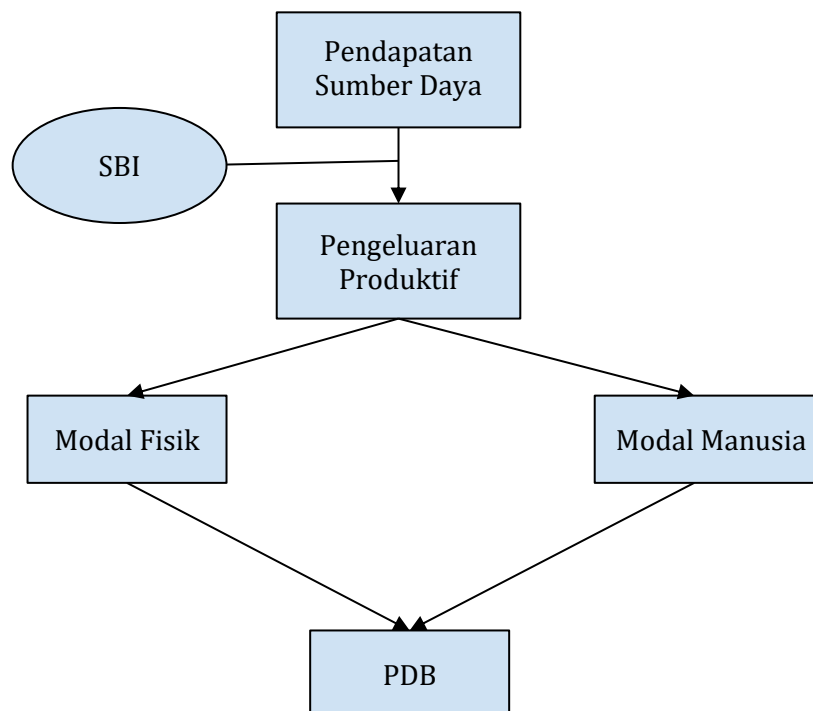 Pendapatan
Sumber Daya
SBI
Pengeluaran
Produktif
Modal Fisik
Modal Manusia
PDB